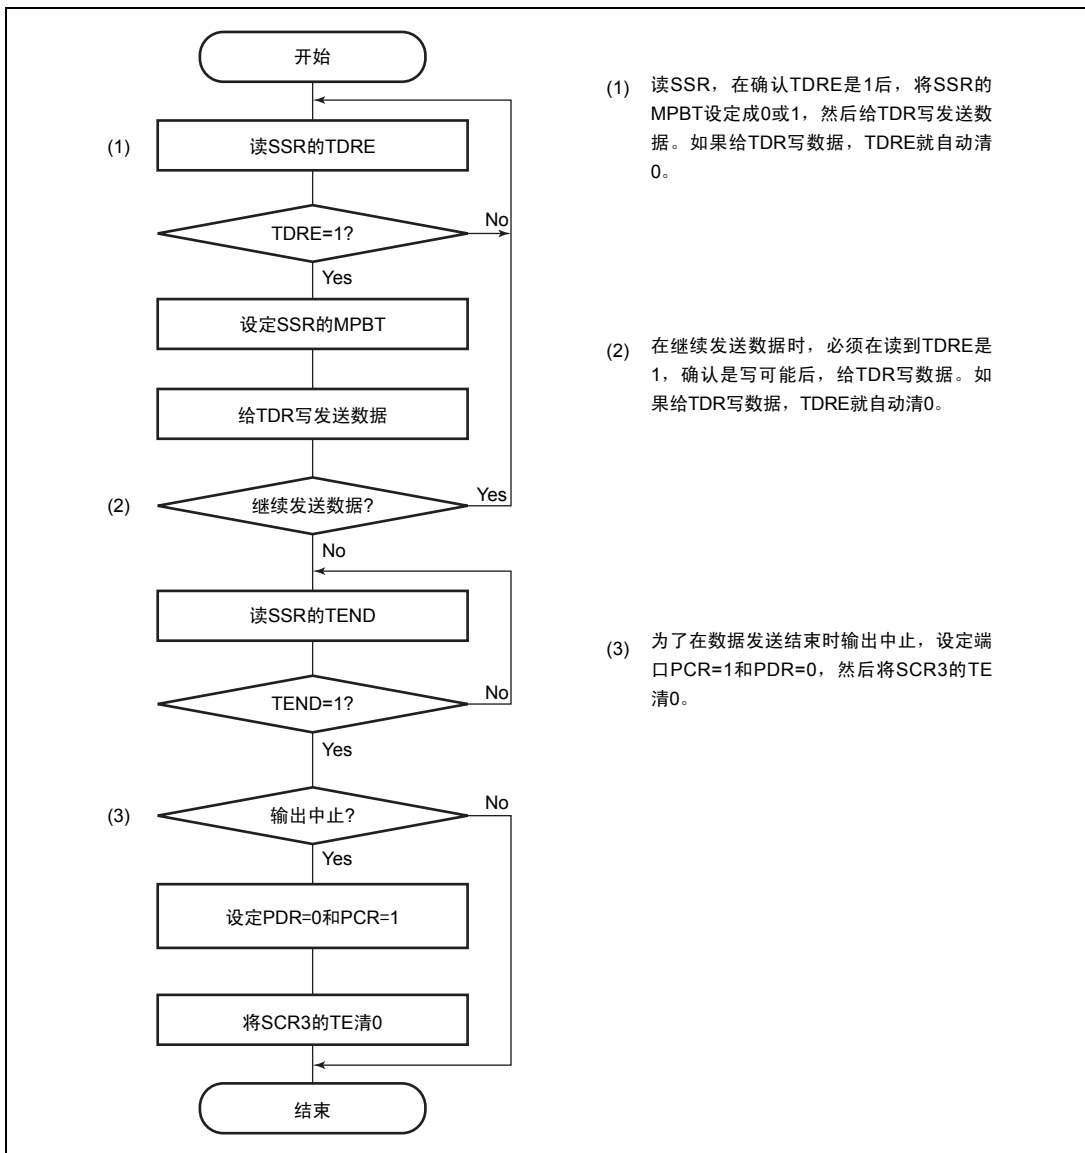 开始
(1)
读SSR的TDRE
TDRE=1?
No
Yes
设定SSR的MPBT
给TDR写发送数据
(2)
继续发送数据?
Yes
No
读SSR的TEND
TEND=1?
No
Yes
(3)
输出中止?
No
Yes
设定PDR=0和PCR=1
将SCR3的TE清0
结束
(1) 读SSR，在确认TDRE是1后，将SSR的
MPBT设定成0或1，然后给TDR写发送数
据。如果给TDR写数据，TDRE就自动清
0。
(2) 在继续发送数据时，必须在读到TDRE是
1，确认是写可能后，给TDR写数据。如
果给TDR写数据，TDRE就自动清0。
(3) 为了在数据发送结束时输出中止，设定端
口PCR=1和PDR=0，然后将SCR3的TE
清0。